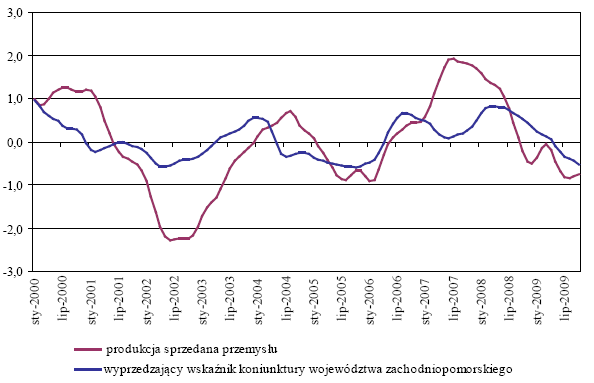 3,0
2,0
1,0
0,0
-1,0
-2,0
-3,0
sty-2000
lip-2000
sty-2001
lip-2001
sty-2002
lip-2002
sty-2003
lip-2003
sty-2004
lip-2004
sty-2005
lip-2005
sty-2006
lip-2006
sty-2007
lip-2007
sty-2008
lip-2008
sty-2009
lip-2009
produkcja sprzedana przemysłu
wyprzedzający wskaźnik koniunktury województwa zachodniopomorskiego